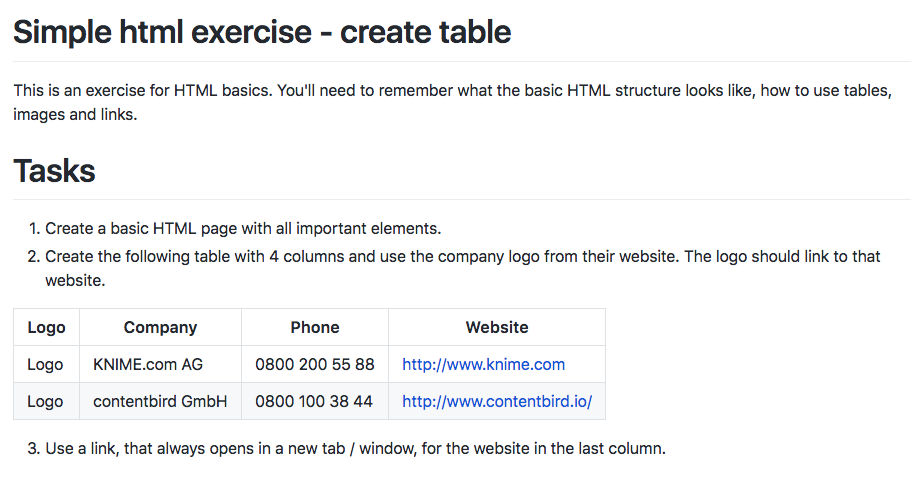 Simple html exercise - create table
This is an exercise for HTML basics. You'll need to remember what the basic HTML structure looks like, how to use tables,
images and links.
Tasks
1. Create a basic HTML page with all important elements.
2. Create the following table with 4 columns and use the company logo from their website. The logo should link to that
website.
Logo Company Phone Website
Logo KNIME.com AG 0800 200 55 88 http://www.knime.com
Logo contentbird GmbH 0800 100 38 44 http://www.contentbird.io/
3. Use a link, that always opens in a new tab / window, for the website in the last column.